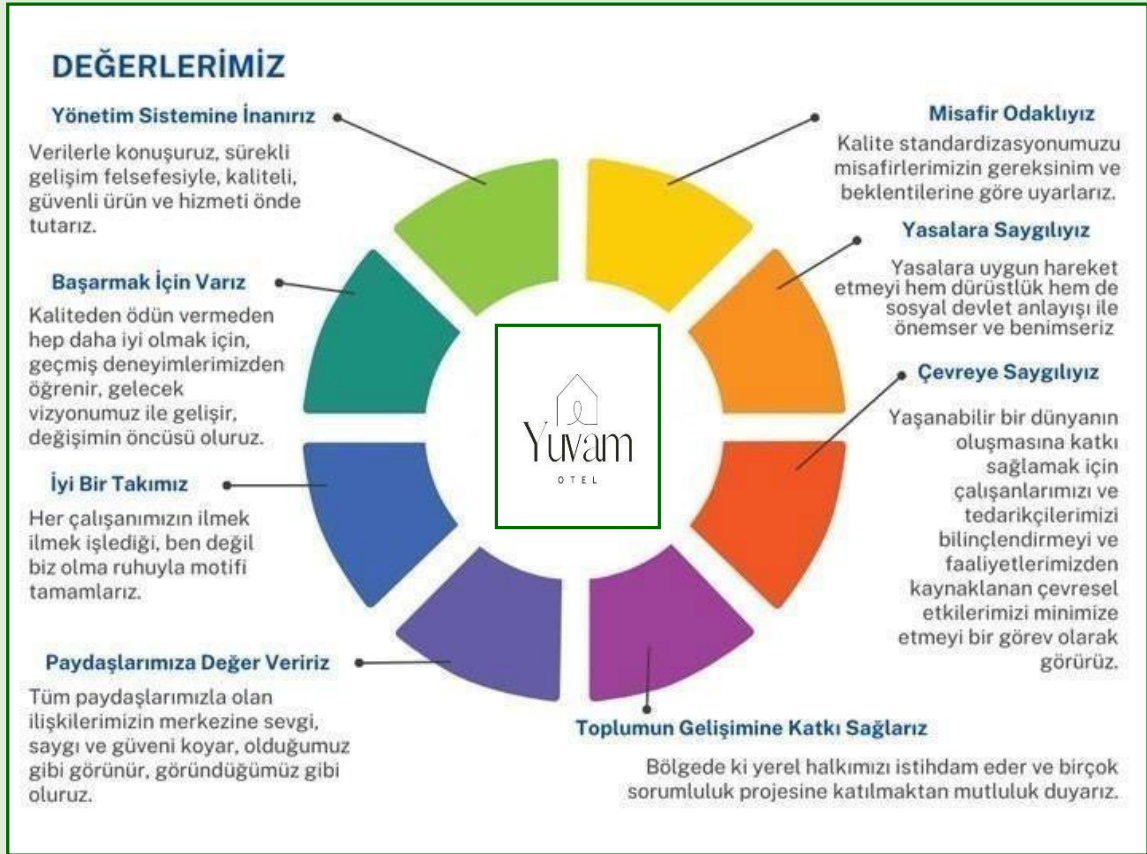 DEĞERLERİMİZ
Yönetim Sistemine İnanırız
Verilerle konuşuruz, sürekli
gelişim felsefesiyle, kaliteli,
güvenli ürün ve hizmeti önde
tutarız.
Başarmak İçin Varız
Kaliteden ödün vermeden
hep daha iyi olmak için,
geçmiş deneyimlerimizden
öğrenir, gelecek
vizyonumuz ile gelişir,
değişimin öncüsü oluruz.
İyi Bir Takımız
Her çalışanımızın ilmek
ilmek işlediği, ben değil
biz olma ruhuyla motifi
tamamlarız.
Paydaşlarımıza Değer Veririz
Tüm paydaşlarımızla olan
ilişkilerimizin merkezine sevgi,
saygı ve güveni koyar, olduğumuz
gibi görünür, göründüğümüz gibi
oluruz.
Yuvam
OTEL
Misafir Odaklıyız
Kalite standardizasyonumuzu
misafirlerimizin gereksinim ve
beklentilerine göre uyarlarız.
Yasalara Saygılıyız
Yasalara uygun hareket
etmeyi hem dürüstlük hem de
sosyal devlet anlayışı ile
önemser ve benimseriz
Çevreye Saygılıyız
Yaşanabilir bir dünyanın
oluşmasına katkı
sağlamak için
çalışanlarımızı ve
tedarikçilerimizi
bilinçlendirmeyi ve
faaliyetlerimizden
kaynaklanan çevresel
etkilerimizi minimize
etmeyi bir görev olarak
görürüz.
Toplumun Gelişimine Katkı Sağlarız
Bölgede ki yerel halkımızı istihdam eder ve birçok
sorumluluk projesine katılmaktan mutluluk duyarız.